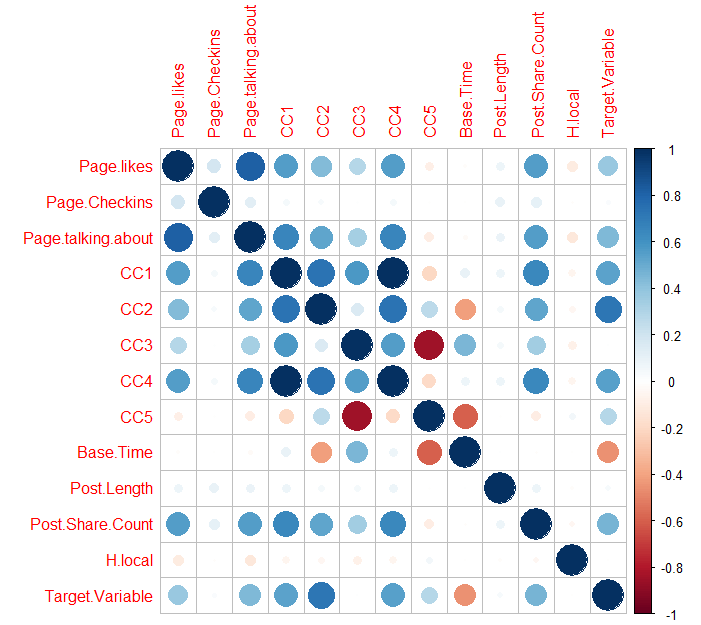 Page.likes
Page.Checkins
Page.talking.about
CC1
CC2
CC3
CC4
CC5
Base.Time
Post.Length
Post.Share.Count
H.local
Target.Variable
Page.likes
Page.Checkins
Page.talking.about
CC1
CC2
CC3
CC4
CC5
Base.Time
Post.Length
Post.Share.Count
H.local
Target.Variable
1
0.8
0.6
0.4
0.2
0
-0.2
-0.4
-0.6
-0.8
-1